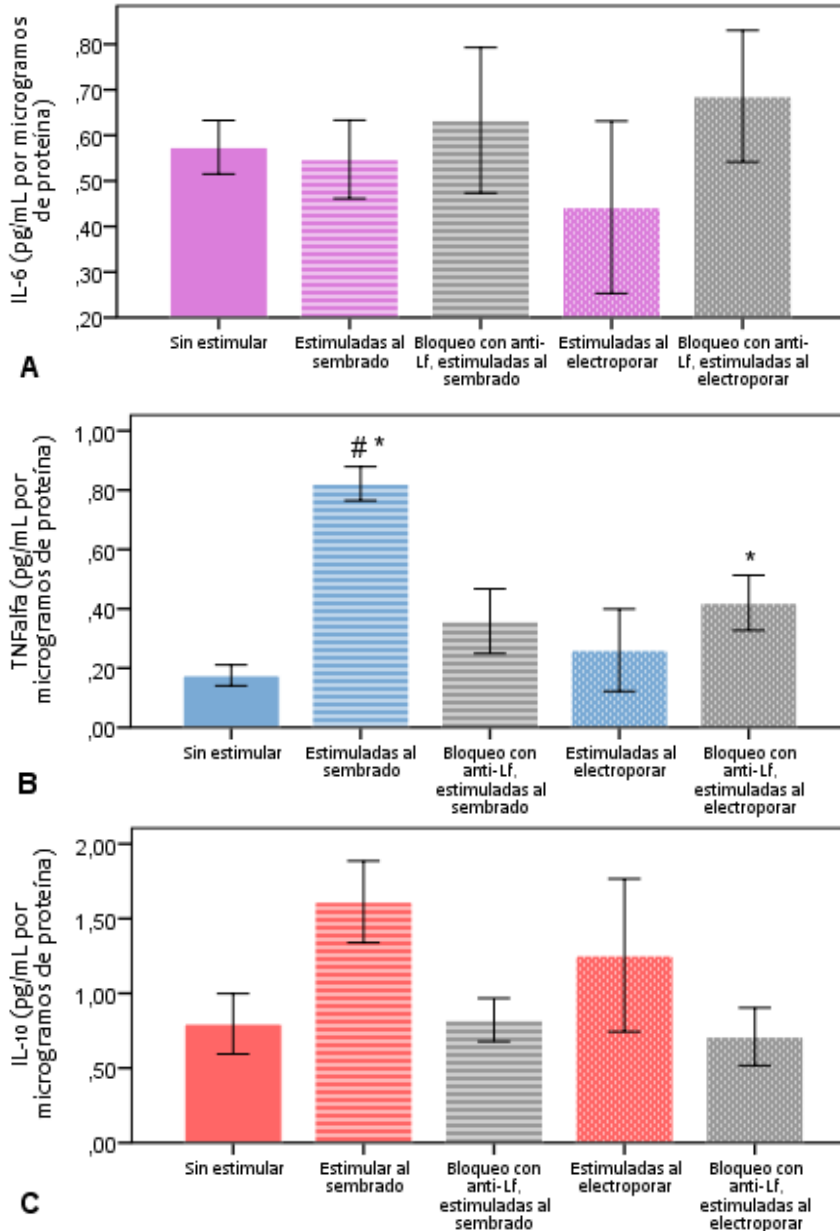 IL-6 (pg/mL por microgramos
de proteína)
,80
,70
,60
,50
,40
,30
,20
Sin estimular
Estimuladas al
sembrado
Bloqueo con anti-
Lf, estimuladas al
sembrado
Estimuladas al
electroporar
Bloqueo con anti-
Lf, estimuladas al
electroporar
A
TNFalfa (pg/mL por
microgramos de proteína)
1,00
,80
,60
,40
,20
,00
# *
*
Sin estimular
Estimuladas al
sembrado
Bloqueo con
anti-Lf,
estimuladas al
sembrado
Estimuladas al
electroporar
Bloqueo con
anti-Lf,
estimuladas al
electroporar
B
IL-10 (pg/mL por
microgramos de proteína)
2,00
1,50
1,00
,50
,00
Sin estimular
Estimular al
sembrado
Bloqueo con
anti-Lf,
estimuladas al
sembrado
Estimuladas al
electroporar
Bloqueo con
anti-Lf,
estimuladas al
electroporar
C